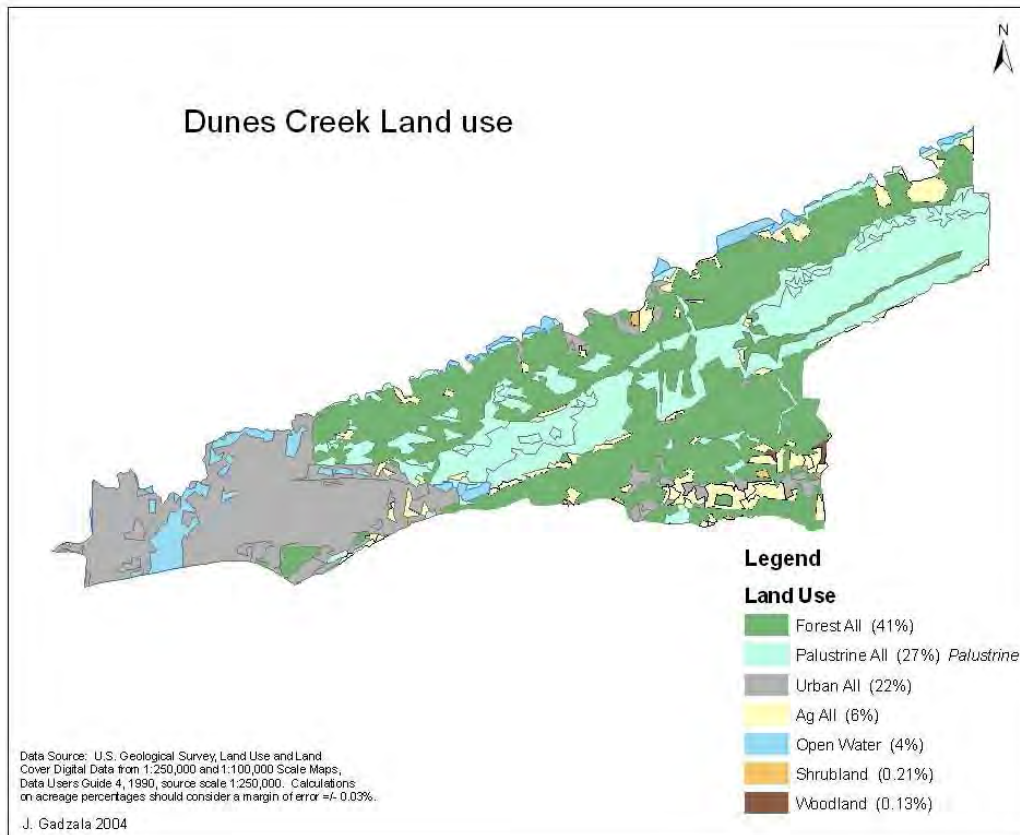 N
Dunes Creek Land use
Legend
Land Use
Forest All (41%)
Palustrine All (27%) Palustrine
Urban All (22%)
Ag All (6%)
Open Water (4%)
Shrubland (0.21%)
Woodland (0.13%)
Data Source: U.S. Geological Survey, Land Use and Land
Cover Digital Data from 1:250,000 and 1:100,000 Scale Maps,
Data Users Guide 4, 1990, source scale 1:250,000. Calculations
on acreage percentages should consider a margin of error =/- 0.03%.
J. Gadzala 2004